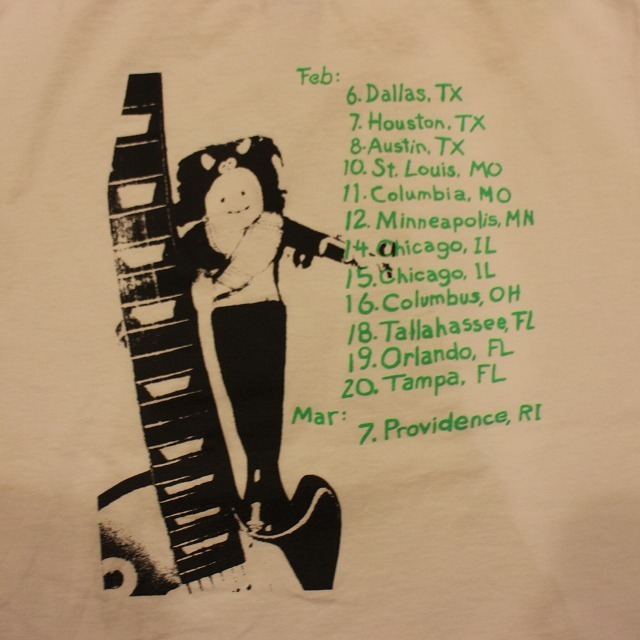 Feb:
6. Dallas, TX
7. Houston, TX
8. Austin, TX
10. St. Louis, MO
11. Columbia, MO
12. Minneapolis, MN
14. Chicago, IL
15. Chicago, IL
16. Columbus, OH
18. Tallahassee, FL
19. Orlando, FL
20. Tampa, FL
Mar:
7. Providence, RI